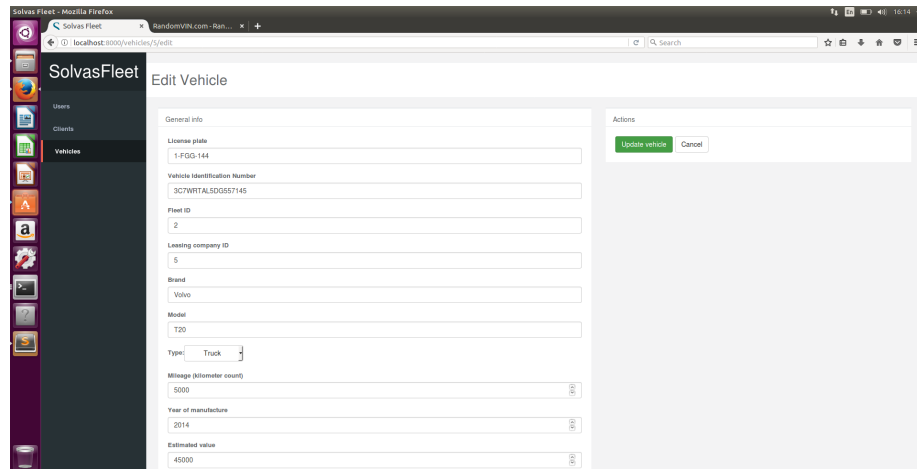 Solvas Fleet - Mozilla Firefox
En
16:14
Solvas Fleet ×
RandomVIN.com - Ran... × +
localhost:8000/vehicles/5/edit
Search
SolvasFleet
Users
Clients
Vehicles
Edit Vehicle
General info
License plate
1-FGG-144
Vehicle Identification Number
3C7WRTAL5DG557145
Fleet ID
2
Leasing company ID
5
Brand
Volvo
Model
T20
Type: Truck
Mileage (kilometer count)
5000
Year of manufacture
2014
Estimated value
45000
Actions
Update vehicle Cancel